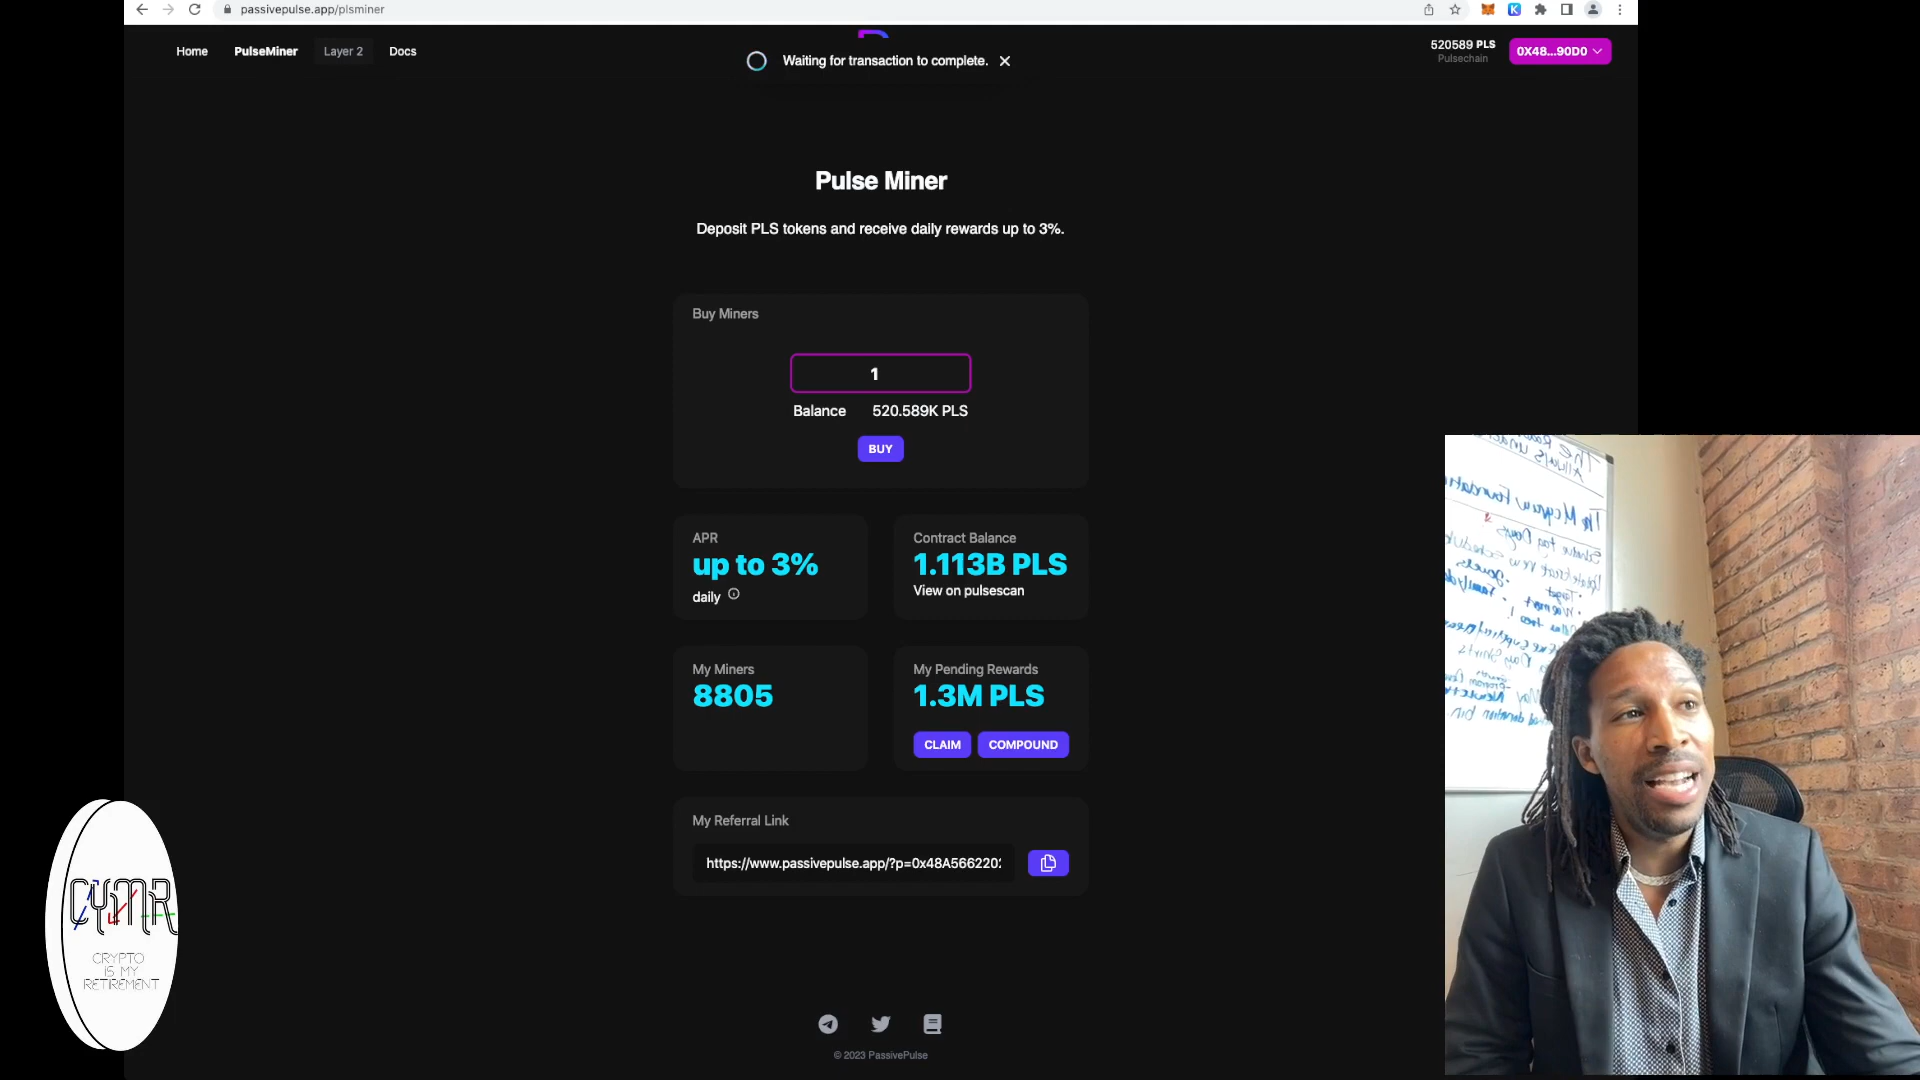 passivepulse.app/plsminer
Home PulseMiner Layer 2 Docs
Waiting for transaction to complete.
520589 PLS
Pulsechain
0X48...90D0
Pulse Miner
Deposit PLS tokens and receive daily rewards up to 3%.
Buy Miners
1
Balance 520.589K PLS
BUY
APR
up to 3%
daily
Contract Balance
1.113B PLS
View on pulsescan
My Miners
8805
My Pending Rewards
1.3M PLS
CLAIM COMPOUND
My Referral Link
https://www.passivepulse.app/?p=0x48A566220
© 2023 PassivePulse
CYMR
CRYPTO
IS MY
RETIREMENT
The Mcgraw